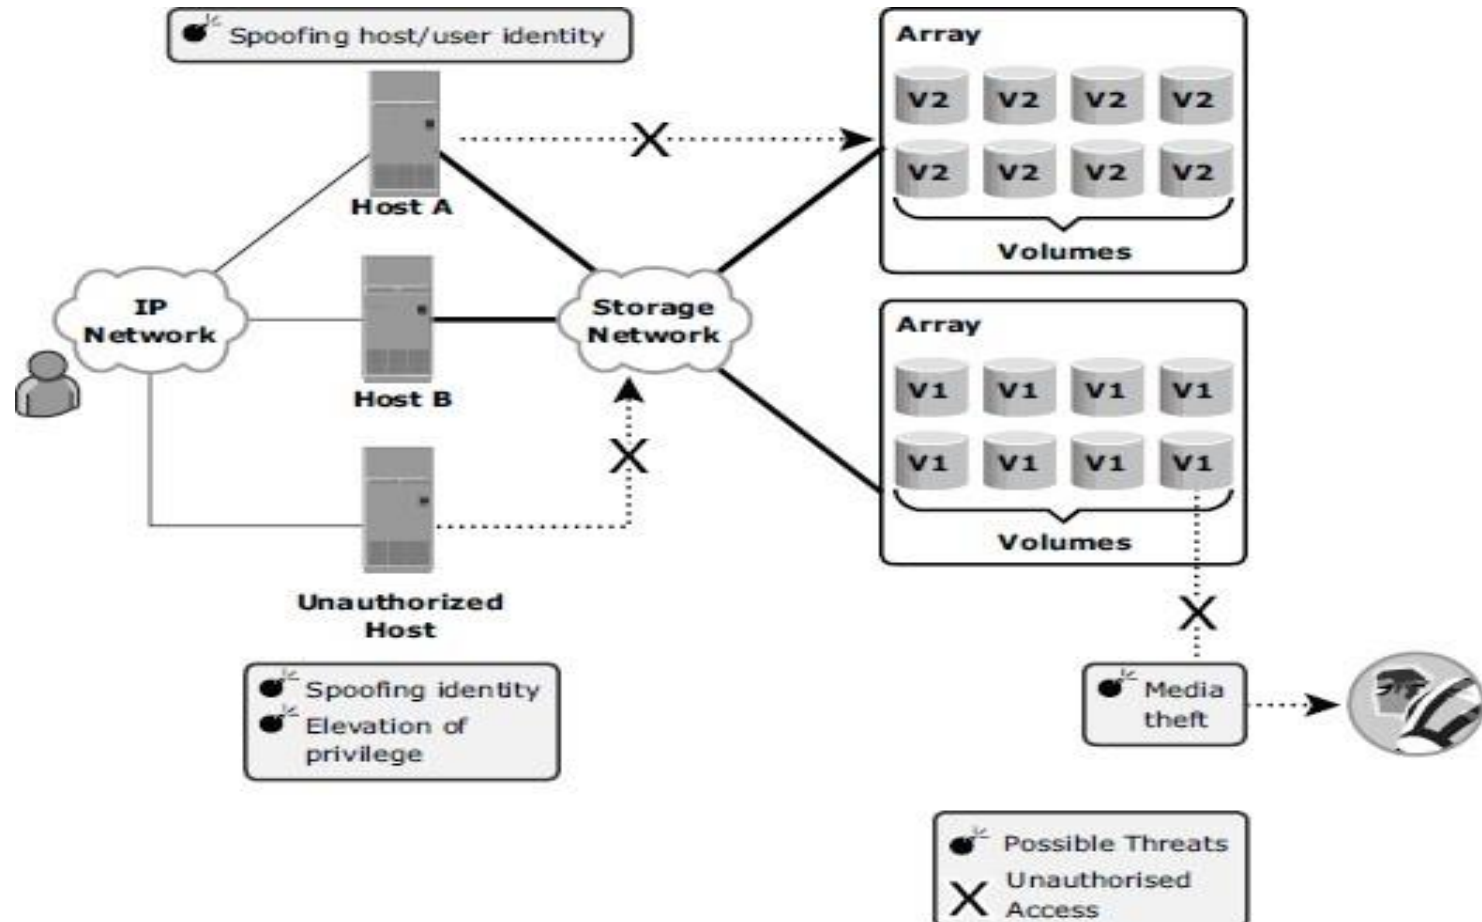 Spoofing host/user identity
Array
V2 V2 V2 V2
V2 V2 V2 V2
Volumes
Host A
IP
Network
Storage
Network
Host B
Array
V1 V1 V1 V1
V1 V1 V1 V1
Volumes
Unauthorized
Host
Spoofing identity
Elevation of
privilege
Media
theft
Possible Threats
Unauthorised
Access